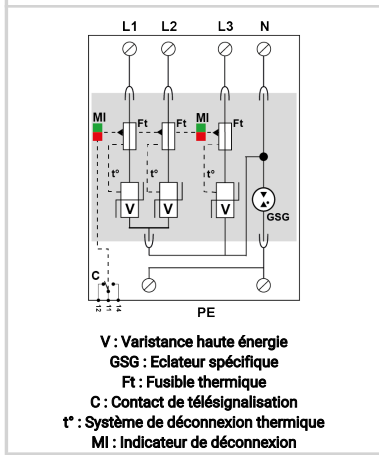 L1 L2 L3 N
MI Ft Ft MI Ft
t° t° t°
V V V GSG
C
12 11 14
PE
V : Varistance haute énergie
GSG : Eclateur spécifique
Ft : Fusible thermique
C : Contact de télésignalisation
t° : Système de déconnexion thermique
MI : Indicateur de déconnexion